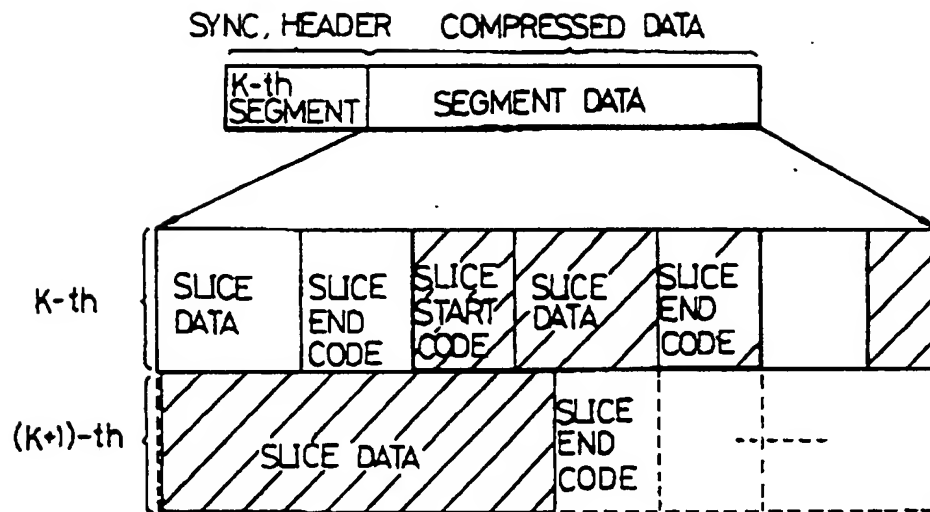 SYNC, HEADER COMPRESSED DATA
K-th
SEGMENT
SEGMENT DATA
K-th
SLICE
DATA
SLICE
END
CODE
SLICE
START
CODE
SLICE
DATA
SLICE
END
CODE
(K+1)-th
SLICE DATA
SLICE
END
CODE